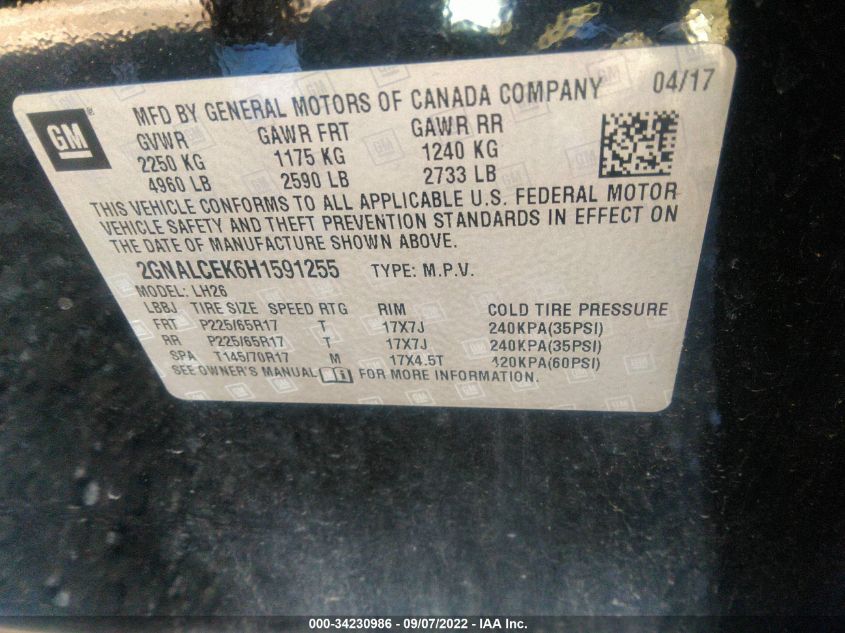 GM
MFD BY GENERAL MOTORS OF CANADA COMPANY 04/17
GVWR GAWR FRT GAWR RR
2250 KG 1175 KG 1240 KG
4960 LB 2590 LB 2733 LB
THIS VEHICLE CONFORMS TO ALL APPLICABLE U.S. FEDERAL MOTOR
VEHICLE SAFETY AND THEFT PREVENTION STANDARDS IN EFFECT ON
THE DATE OF MANUFACTURE SHOWN ABOVE.
2GNALCEK6H1591255 TYPE: M.P.V.
MODEL: LH26
LBBJ TIRE SIZE SPEED RTG RIM COLD TIRE PRESSURE
FRT P225/65R17 T 17X7J 240KPA(35PSI)
RR P225/65R17 T 17X7J 240KPA(35PSI)
SPA T145/70R17 M 17X4.5T 420KPA(60PSI)
SEE OWNER'S MANUAL FOR MORE INFORMATION.
000-34230986 - 09/07/2022 - IAA Inc.